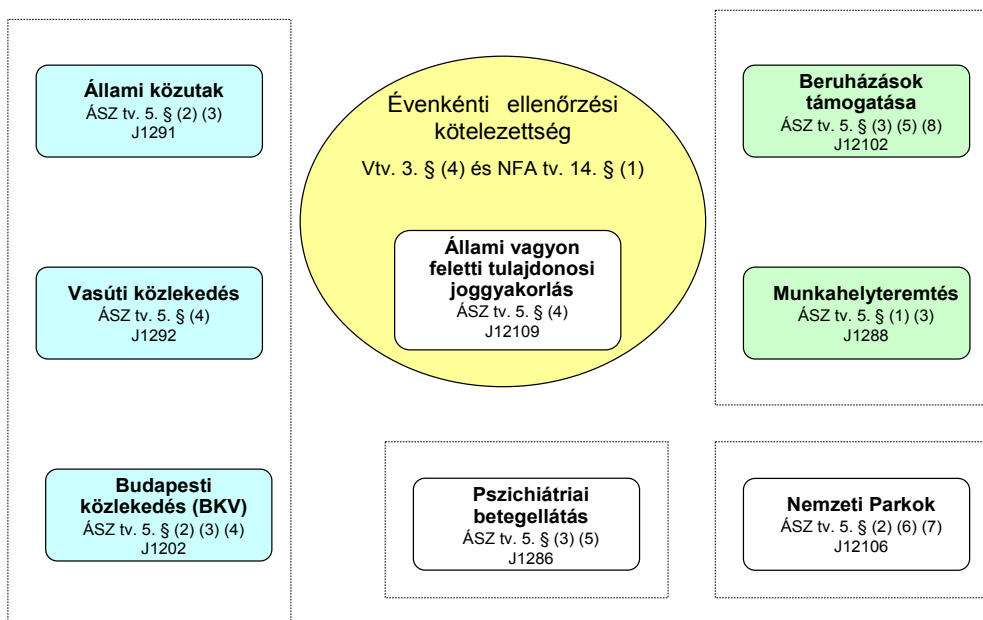 Állami közutak
ÁSZ tv. 5. § (2) (3)
J1291
Vasúti közlekedés
ÁSZ tv. 5. § (4)
J1292
Budapesti
közlekedés (BKV)
ÁSZ tv. 5. § (2) (3) (4)
J1202
Évenkénti ellenőrzési
kötelezettség
Vtv. 3. § (4) és NFA tv. 14. § (1)
Állami vagyon
feletti tulajdonosi
joggyakorlás
ÁSZ tv. 5. § (4)
J12109
Pszichiátriai
betegellátás
ÁSZ tv. 5. § (3) (5)
J1286
Beruházások
támogatása
ÁSZ tv. 5. § (3) (5) (8)
J12102
Munkahelyteremtés
ÁSZ tv. 5. § (1) (3)
J1288
Nemzeti Parkok
ÁSZ tv. 5. § (2) (6) (7)
J12106